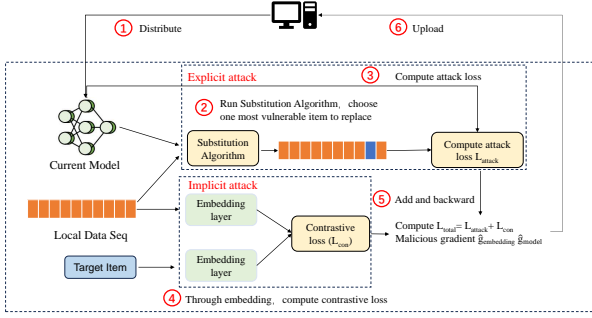 ① Distribute
⑥ Upload
Explicit attack
③ Compute attack loss
② Run Substitution Algorithm, choose
one most vulnerable item to replace
Current Model
Substitution
Algorithm
Compute attack
loss Lattack
Implicit attack
⑤ Add and backward
Embedding
layer
Local Data Seq
Contrastive
loss (Lcon)
Compute Ltotal= Lattack+ Lcon
Malicious gradient ĝembedding ĝmodel
Target Item
Embedding
layer
④ Through embedding, compute contrastive loss